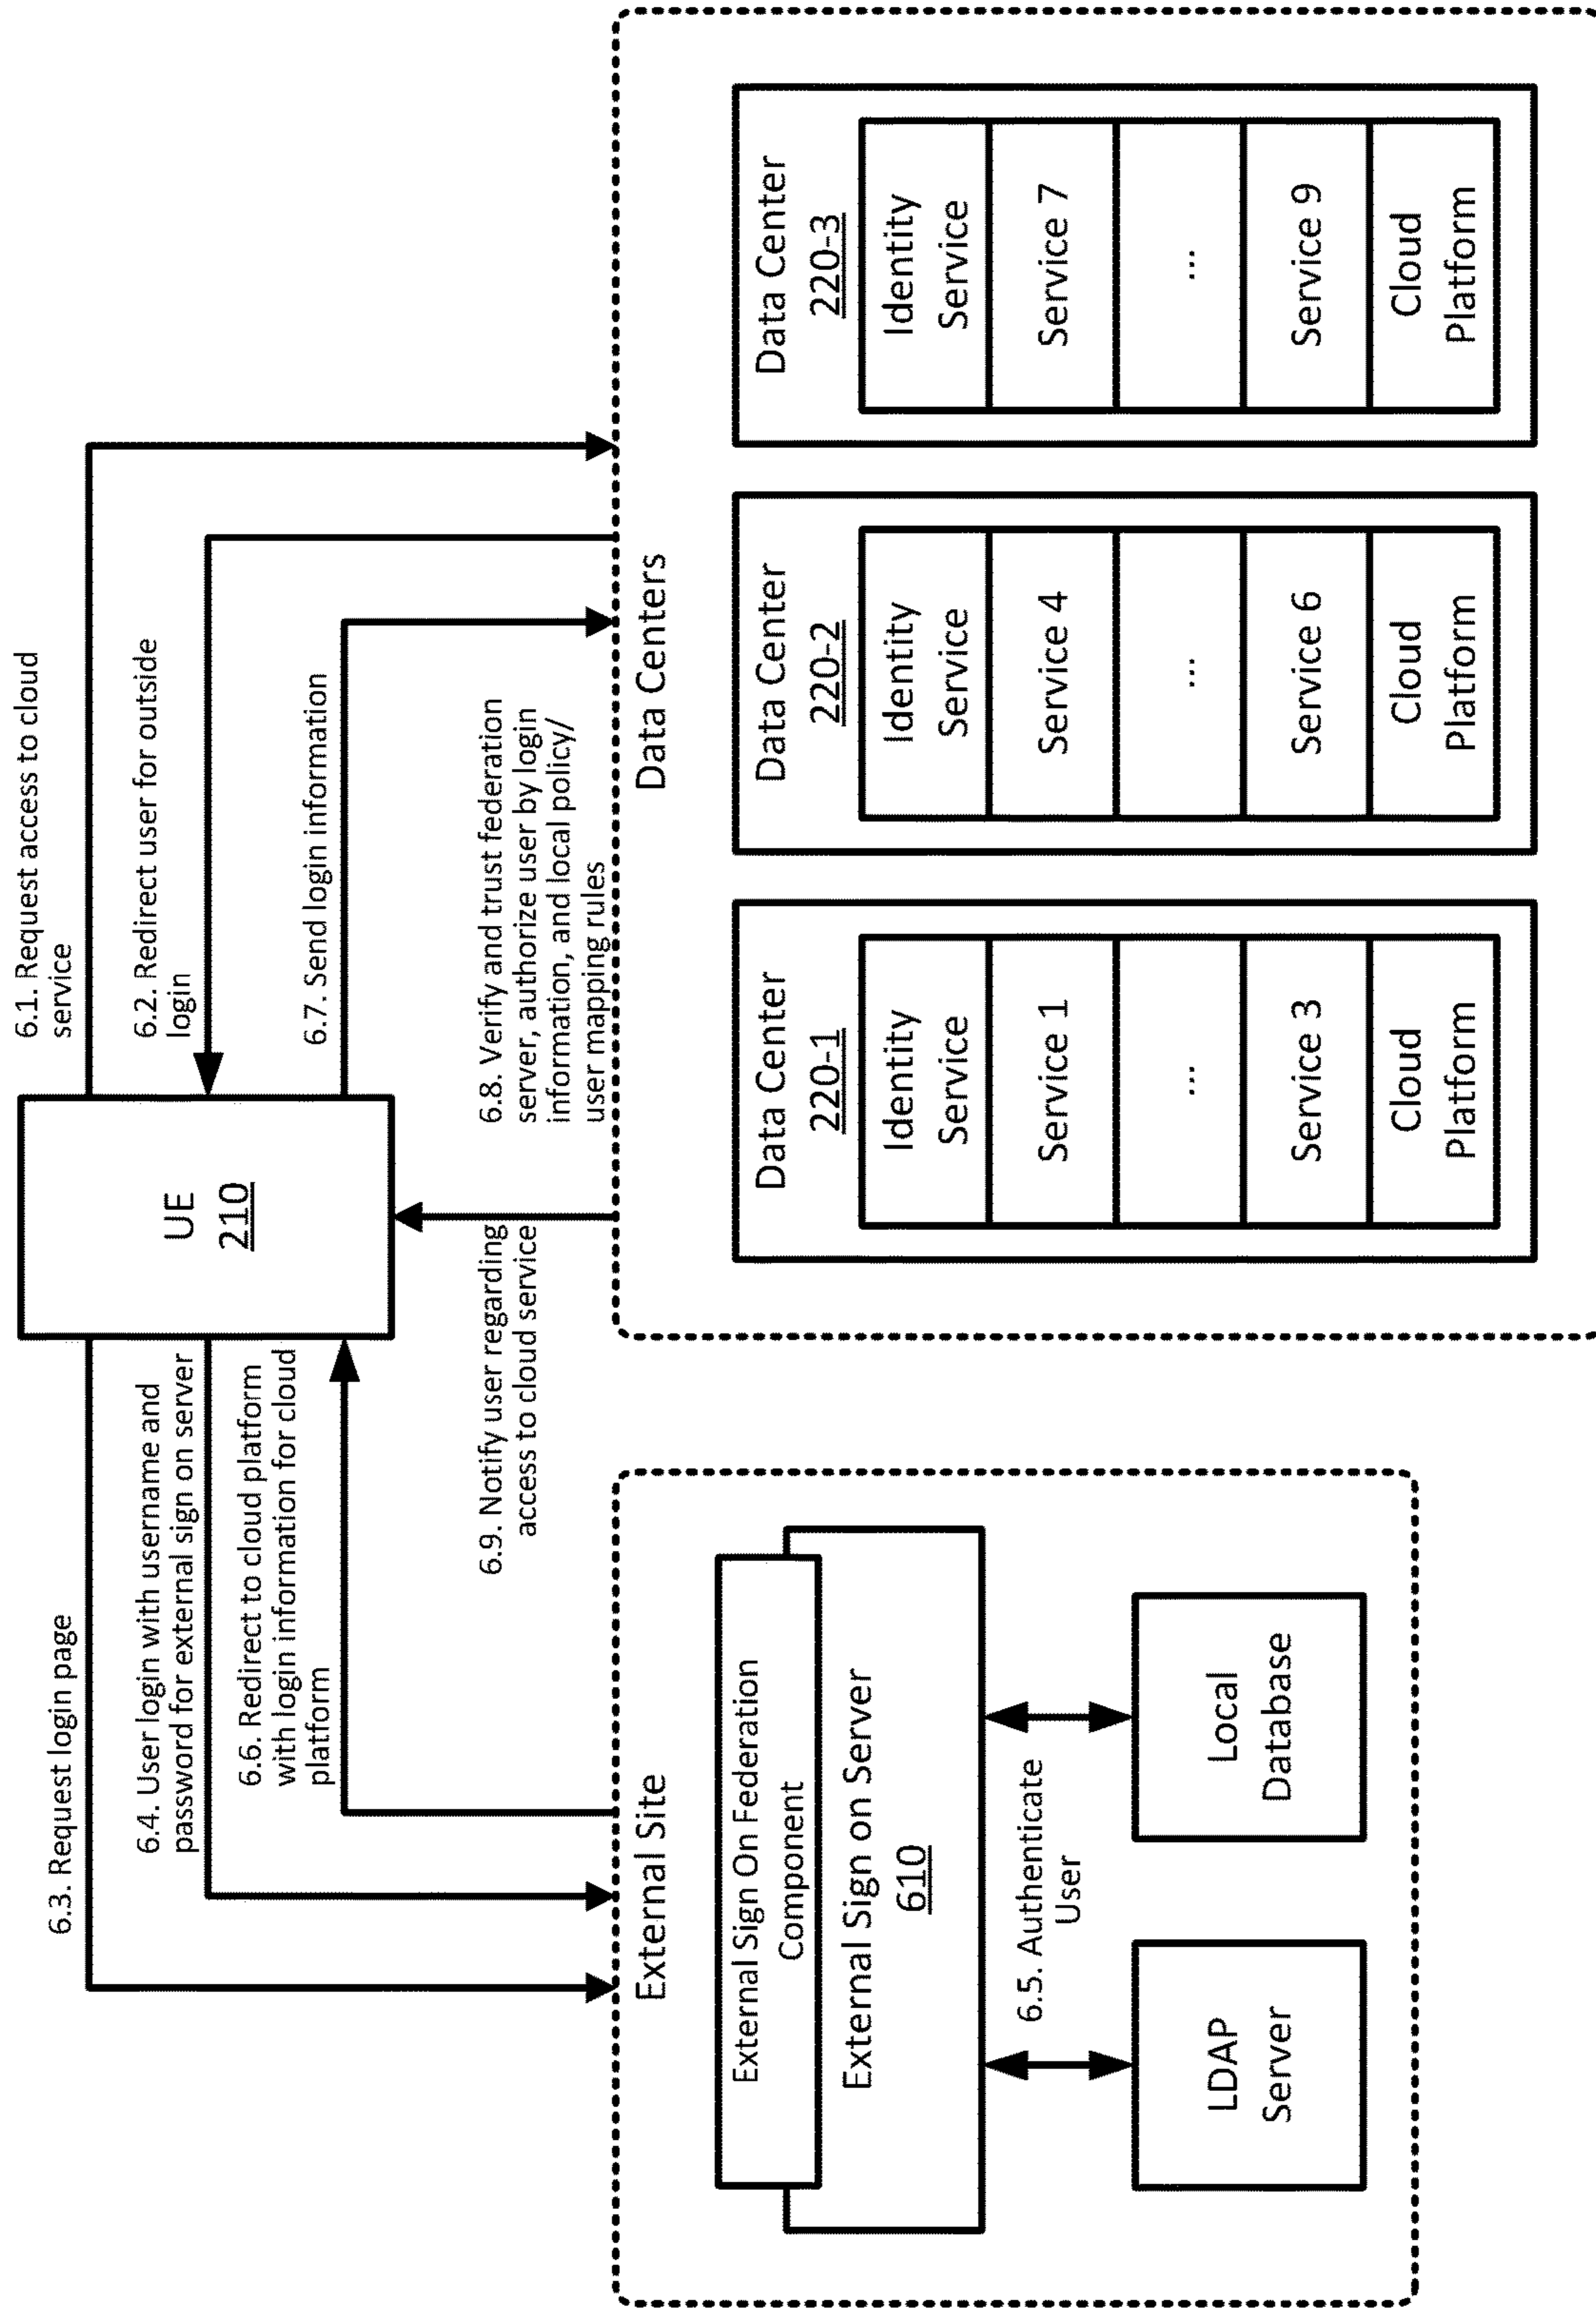 6.3. Request login page
6.4. User login with username and
password for external sign on server
6.6. Redirect to cloud platform
with login information for cloud
platform
UE
210
6.1. Request access to cloud
service
6.2. Redirect user for outside
login
6.7. Send login information
6.9. Notify user regarding
access to cloud service
6.8. Verify and trust federation
server, authorize user by login
information, and local policy/
user mapping rules
External Site
External Sign On Federation
Component
External Sign on Server
610
6.5. Authenticate
User
LDAP
Server
Local
Database
Data Centers
Data Center
220-1
Identity
Service
Service 1
...
Service 3
Cloud
Platform
Data Center
220-2
Identity
Service
Service 4
...
Service 6
Cloud
Platform
Data Center
220-3
Identity
Service
Service 7
...
Service 9
Cloud
Platform